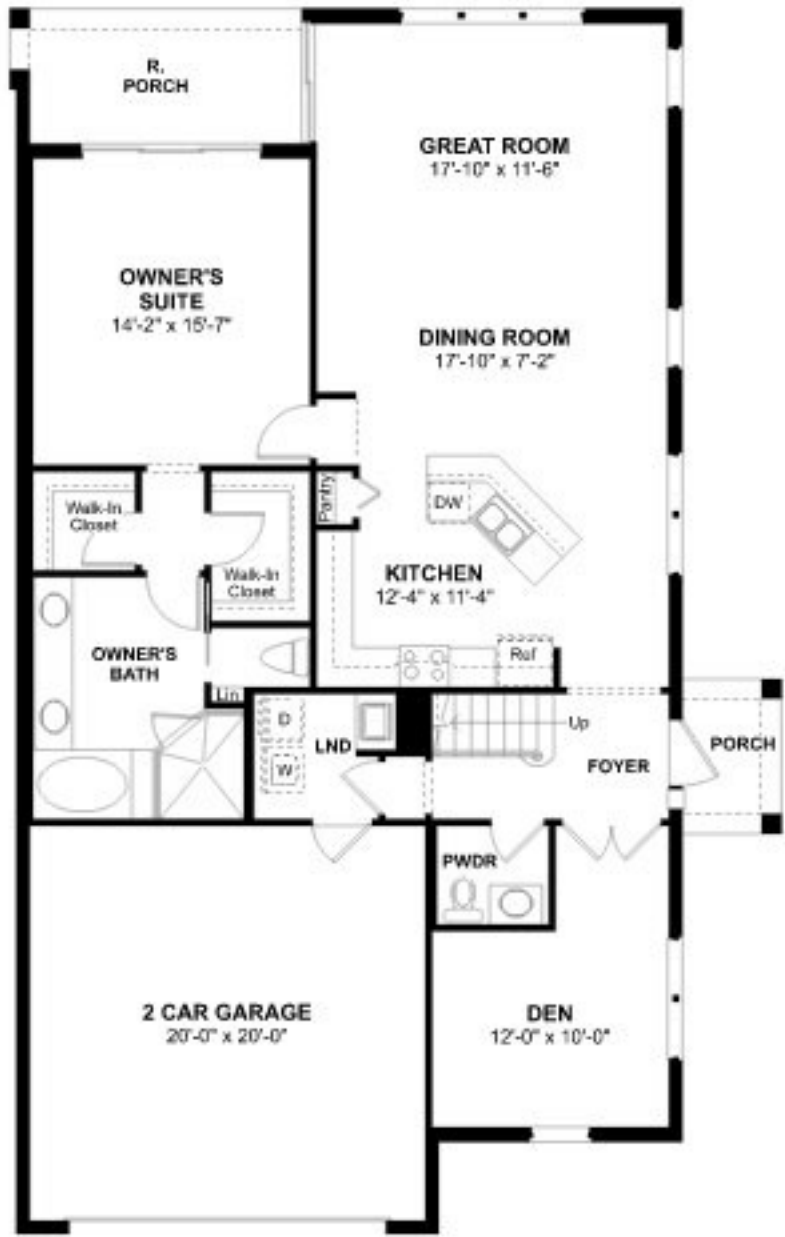 R.
PORCH
GREAT ROOM
17'-10" x 11'-6"
OWNER'S
SUITE
14'-2" x 15'-7"
DINING ROOM
17'-10" x 7'-2"
Walk-In
Closet
Walk-In
Closet
Pantry
DW
KITCHEN
12'-4" x 11'-4"
Ref
OWNER'S
BATH
Lin
D
W
LND
Up
FOYER
PORCH
PWDR
2 CAR GARAGE
20'-0" x 20'-0"
DEN
12'-0" x 10'-0"